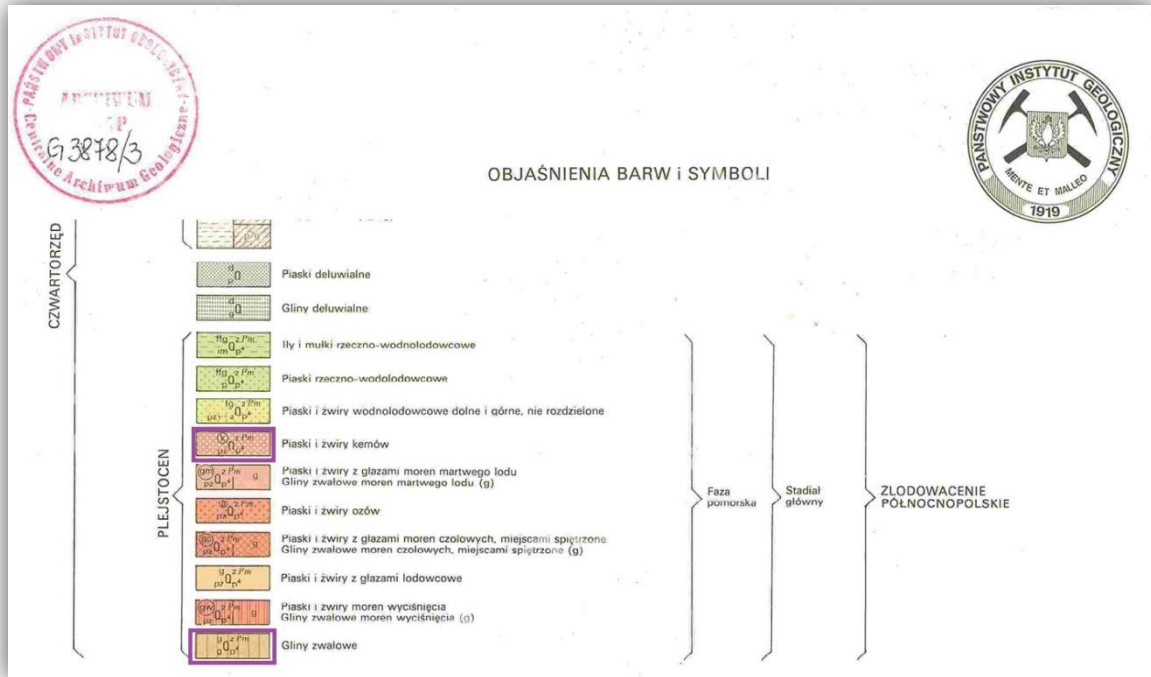 PAŃSTWOWY INSTYTUT GEOLOGICZNY
Centralne Archiwum Geologiczne
ARCHIWUM
G 3878/3
PAŃSTWOWY INSTYTUT GEOLOGICZNY
MENTE ET MALLEO
1919
OBJAŚNIENIA BARW i SYMBOLI
CZWARTORZĘD
Piaski deluwialne
Gliny deluwialne
PLEJSTOCEN
Iły i mułki rzeczno-wodnolodowcowe
Piaski rzeczno-wodolodowcowe
Piaski i żwiry wodnolodowcowe dolne i górne, nie rozdzielone
Piaski i żwiry kemów
Piaski i żwiry z głazami moren martwego lodu
Gliny zwałowe moren martwego lodu (g)
Piaski i żwiry ozów
Piaski i żwiry z głazami moren czołowych, miejscami spiętrzone
Gliny zwałowe moren czołowych, miejscami spiętrzone (g)
Piaski i żwiry z głazami lodowcowe
Piaski i żwiry moren wyciśnięcia
Gliny zwałowe moren wyciśnięcia (g)
Gliny zwałowe
Faza
pomorska
Stadiał
główny
ZLODOWACENIE
PÓŁNOCNOPOLSKIE